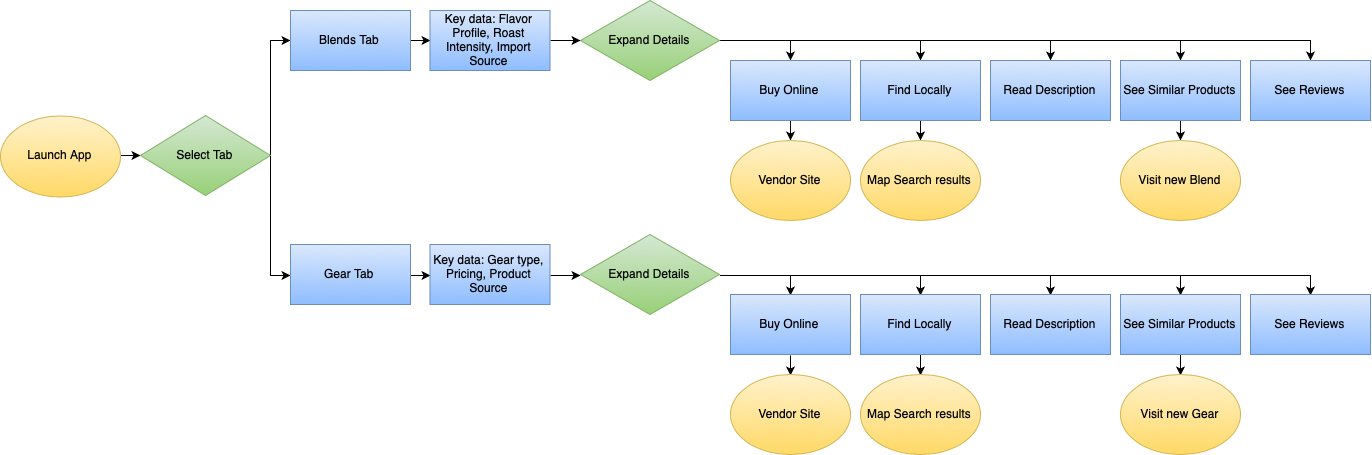 Launch App
Select Tab
Blends Tab
Key data: Flavor
Profile, Roast
Intensity, Import
Source
Expand Details
Buy Online
Find Locally
Read Description
See Similar Products
See Reviews
Vendor Site
Map Search results
Visit new Blend
Gear Tab
Key data: Gear type,
Pricing, Product
Source
Expand Details
Buy Online
Find Locally
Read Description
See Similar Products
See Reviews
Vendor Site
Map Search results
Visit new Gear